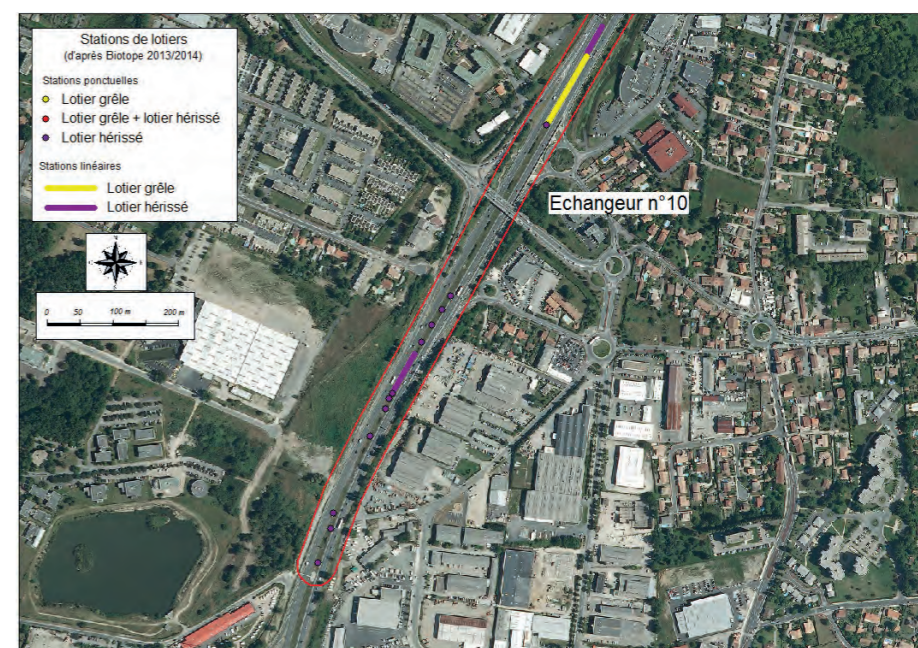 Stations de lotiers
(d'après Biotope 2013/2014)
Stations ponctuelles
Lotier grêle
Lotier grêle + lotier hérissé
Lotier hérissé
Stations linéaires
Lotier grêle
Lotier hérissé
Echangeur n°10
0 50 100 m 200 m